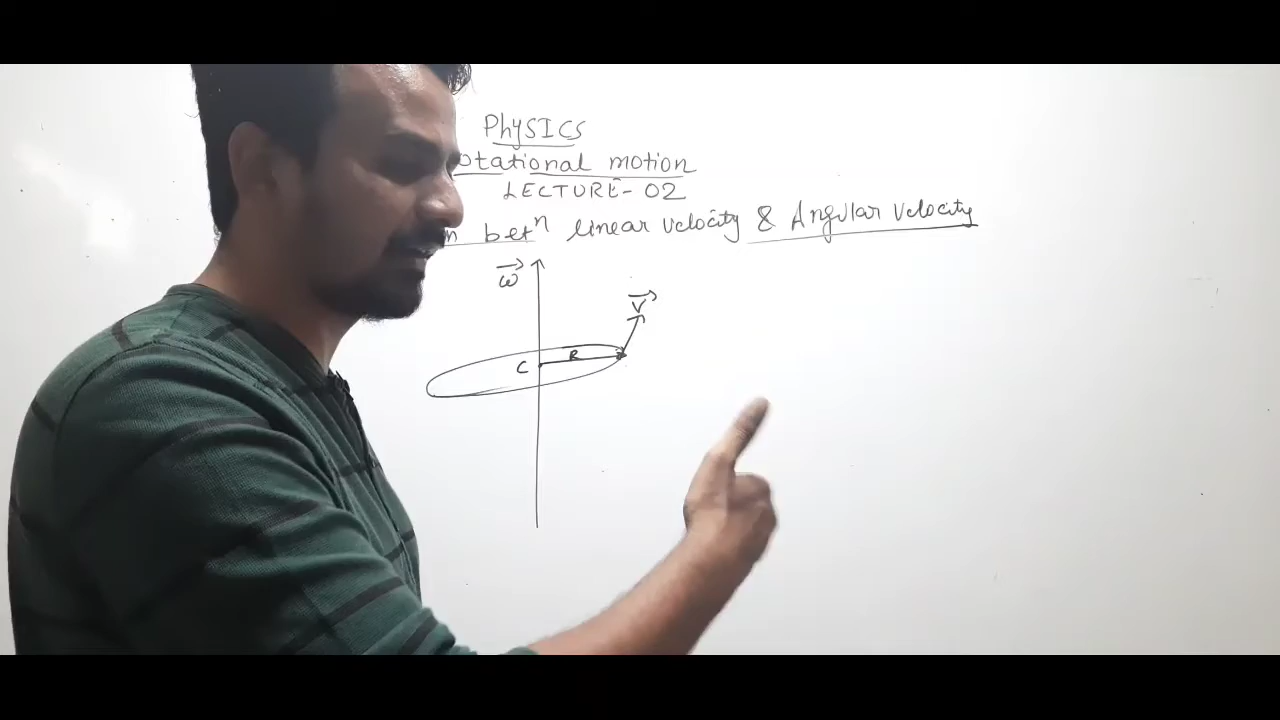 PhySICS
otational motion
LECTURE-02
n betⁿ linear velocity & Angular velocity
ω
V
R
C